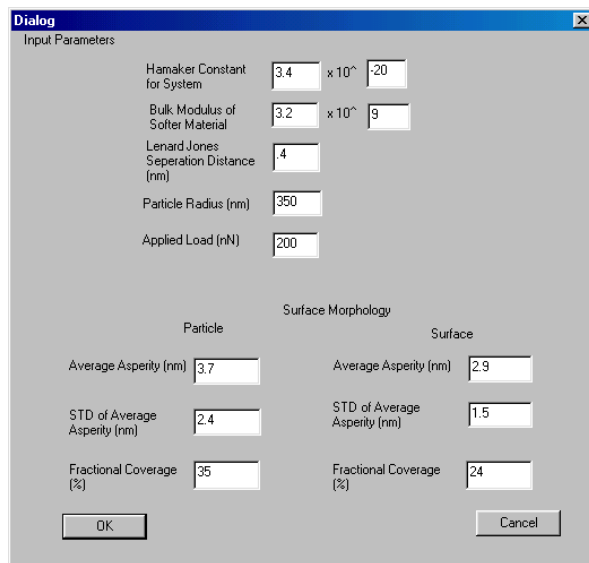 Dialog
Input Parameters
Hamaker Constant
for System
3.4 x 10^ -20
Bulk Modulus of
Softer Material
3.2 x 10^ 9
Lenard Jones
Seperation Distance
(nm)
.4
Particle Radius (nm) 350
Applied Load (nN) 200
Surface Morphology
Particle
Surface
Average Asperity (nm) 3.7
Average Asperity (nm) 2.9
STD of Average
Asperity (nm)
2.4
STD of Average
Asperity (nm)
1.5
Fractional Coverage
(%)
35
Fractional Coverage
(%)
24
OK
Cancel